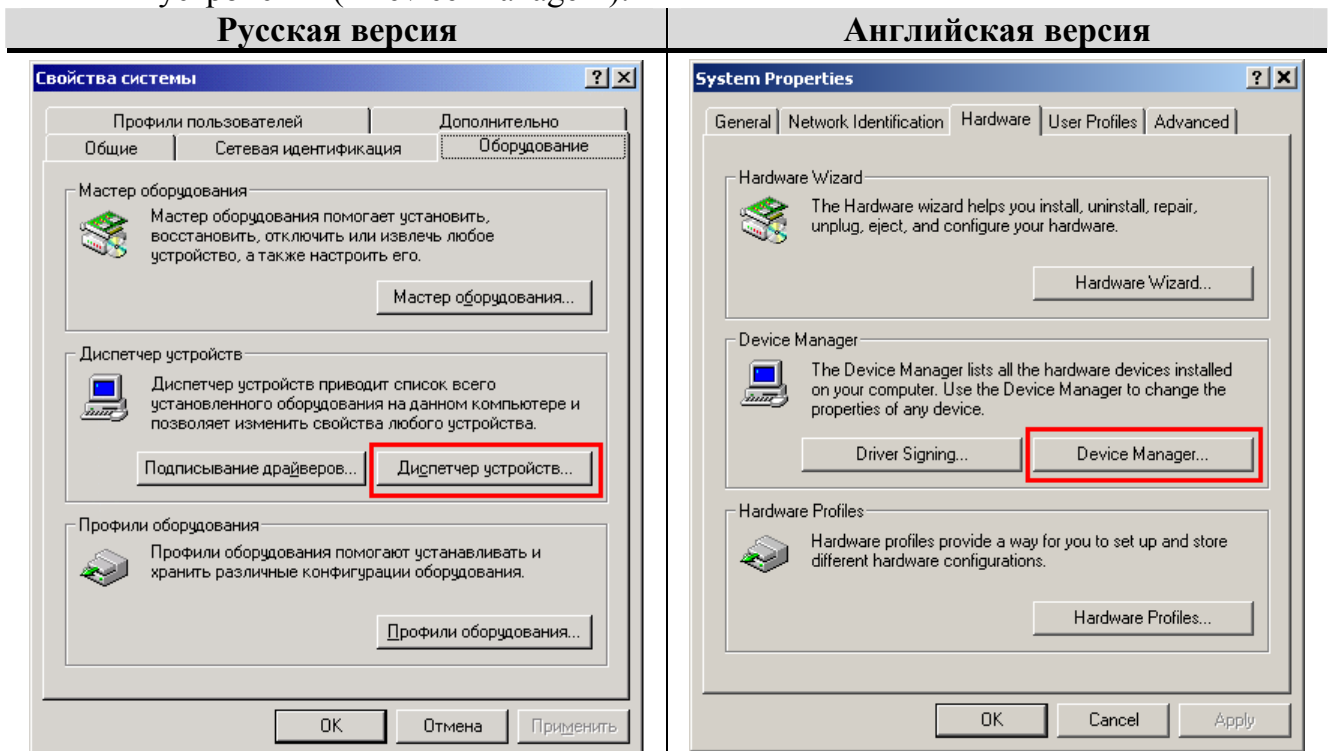 Русская версия
Английская версия
Свойства системы
Профили пользователей Дополнительно
Общие Сетевая идентификация Оборудование
Мастер оборудования
Мастер оборудования помогает установить,
восстановить, отключить или извлечь любое
устройство, а также настроить его.
Мастер оборудования...
Диспетчер устройств
Диспетчер устройств приводит список всего
установленного оборудования на данном компьютере и
позволяет изменить свойства любого устройства.
Подписывание драйверов... Диспетчер устройств...
Профили оборудования
Профили оборудования помогают устанавливать и
хранить различные конфигурации оборудования.
Профили оборудования...
OK Отмена Применить
System Properties
General Network Identification Hardware User Profiles Advanced
Hardware Wizard
The Hardware wizard helps you install, uninstall, repair,
unplug, eject, and configure your hardware.
Hardware Wizard...
Device Manager
The Device Manager lists all the hardware devices installed
on your computer. Use the Device Manager to change the
properties of any device.
Driver Signing... Device Manager...
Hardware Profiles
Hardware profiles provide a way for you to set up and store
different hardware configurations.
Hardware Profiles...
OK Cancel Apply